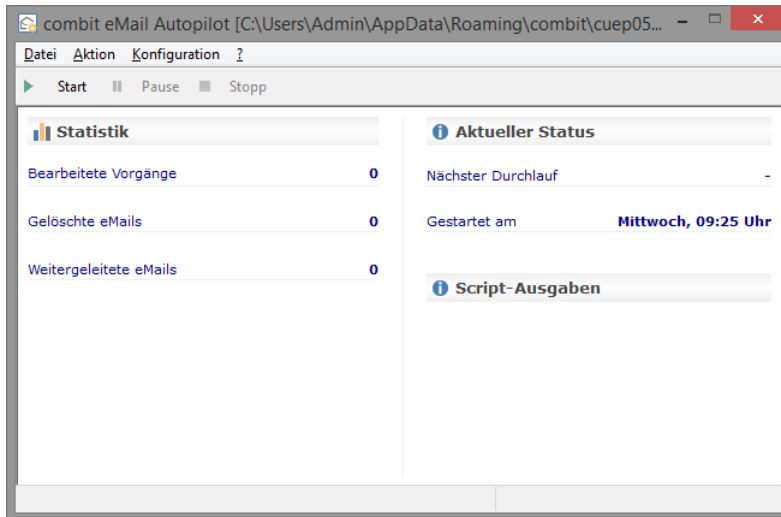 combit eMail Autopilot [C:\Users\Admin\AppData\Roaming\combit\cuep05...
Datei Aktion Konfiguration ?
Start Pause Stopp
Statistik
Bearbeitete Vorgänge 0
Gelöschte eMails 0
Weitergeleitete eMails 0
Aktueller Status
Nächster Durchlauf -
Gestartet am Mittwoch, 09:25 Uhr
Script-Ausgaben